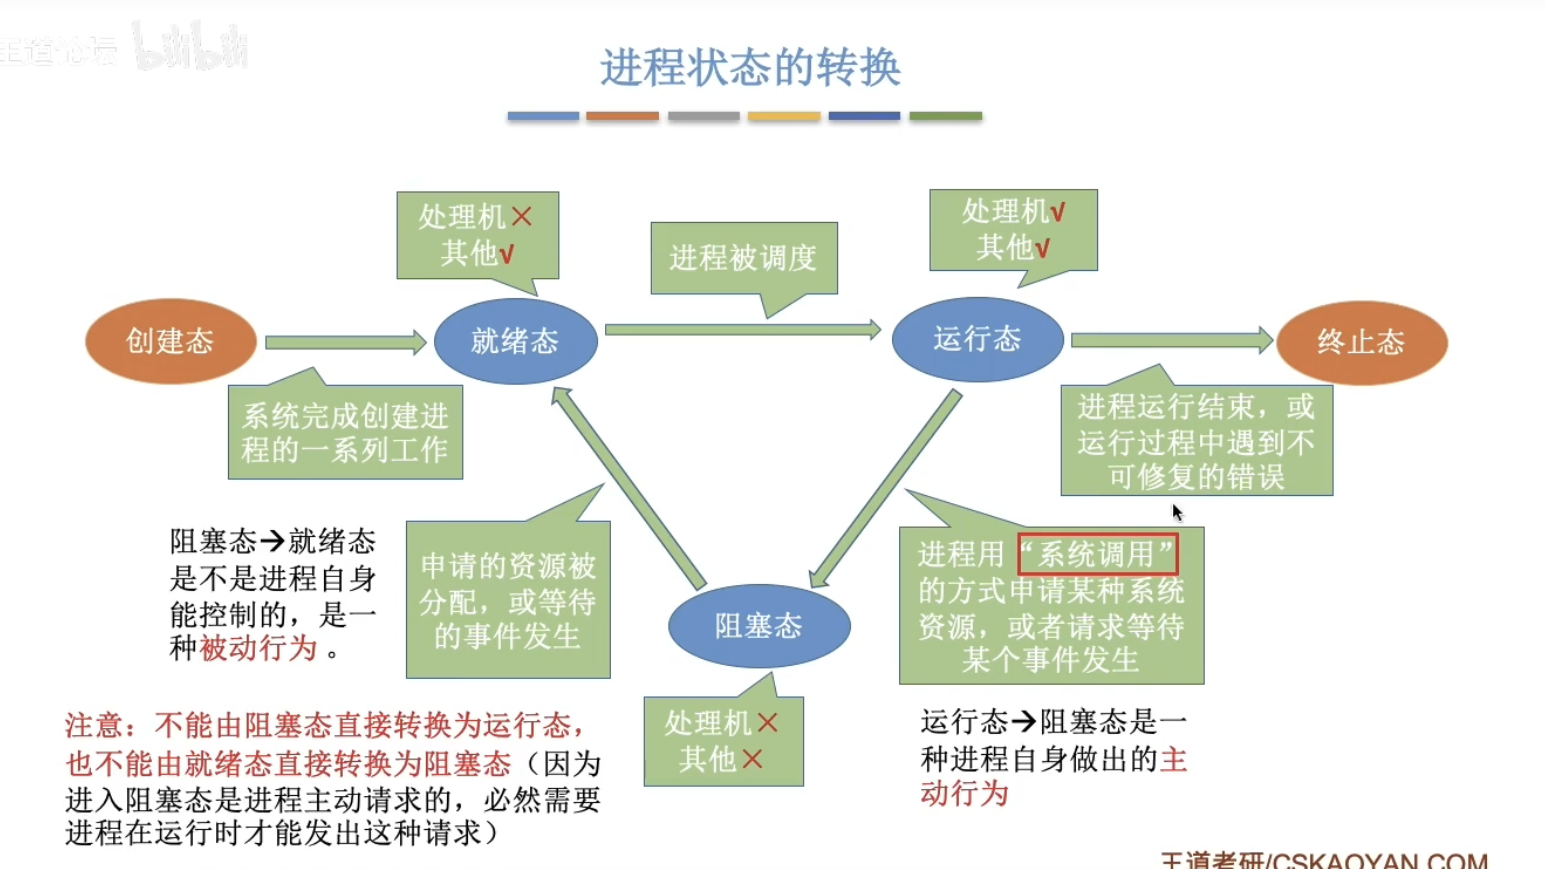 王道论坛 bilibili
进程状态的转换
处理机×
其他√
进程被调度
处理机√
其他√
创建态
就绪态
运行态
终止态
系统完成创建进
程的一系列工作
进程运行结束，或
运行过程中遇到不
可修复的错误
阻塞态→就绪态
是不是进程自身
能控制的，是一
种被动行为。
申请的资源被
分配，或等待
的事件发生
进程用“系统调用”
的方式申请某种系统
资源，或者请求等待
某个事件发生
阻塞态
处理机×
其他×
注意：不能由阻塞态直接转换为运行态，
也不能由就绪态直接转换为阻塞态（因为
进入阻塞态是进程主动请求的，必然需要
进程在运行时才能发出这种请求）
运行态→阻塞态是一
种进程自身做出的主
动行为
王道考研/CSKAOYAN.COM